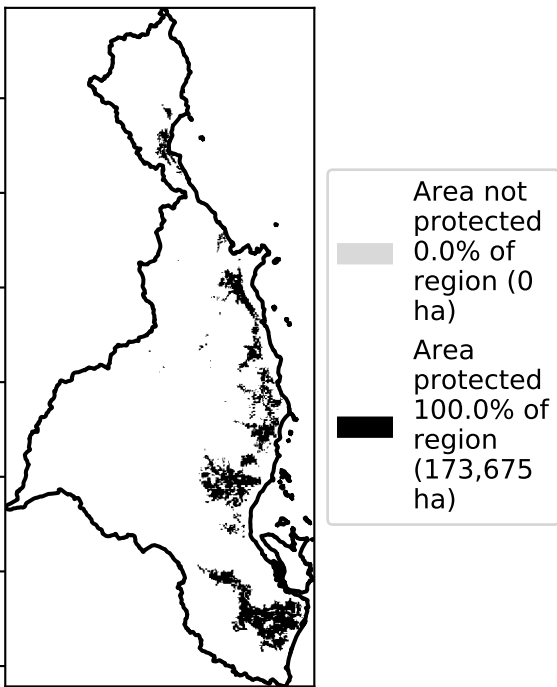 Area not
protected
0.0% of
region (0
ha)
Area
protected
100.0% of
region
(173,675
ha)